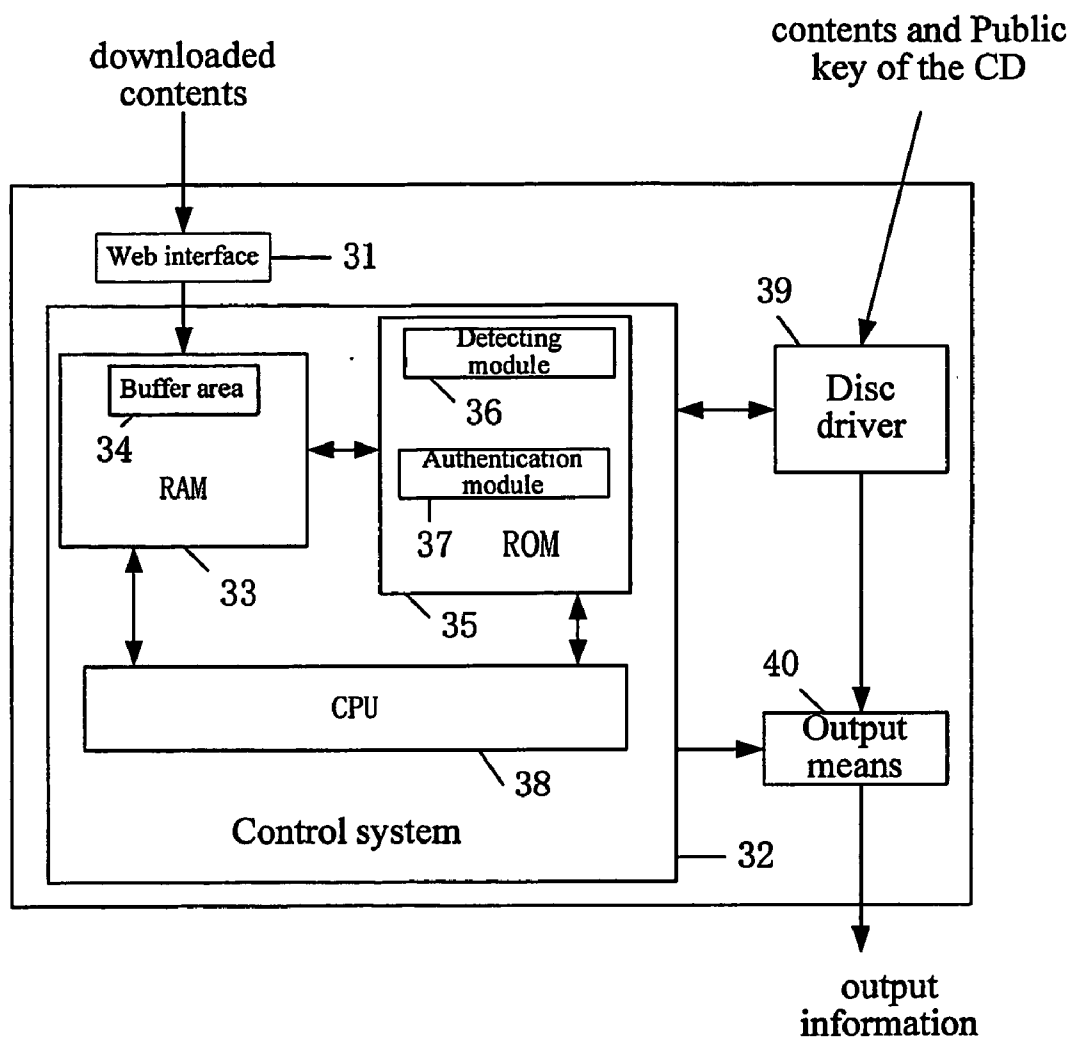 downloaded
contents
contents and Public
key of the CD
Web interface
31
39
Detecting
module
Buffer area
36
Disc
driver
34
Authentication
module
RAM
37
ROM
33
35
40
CPU
Output
means
38
Control system
32
output
information